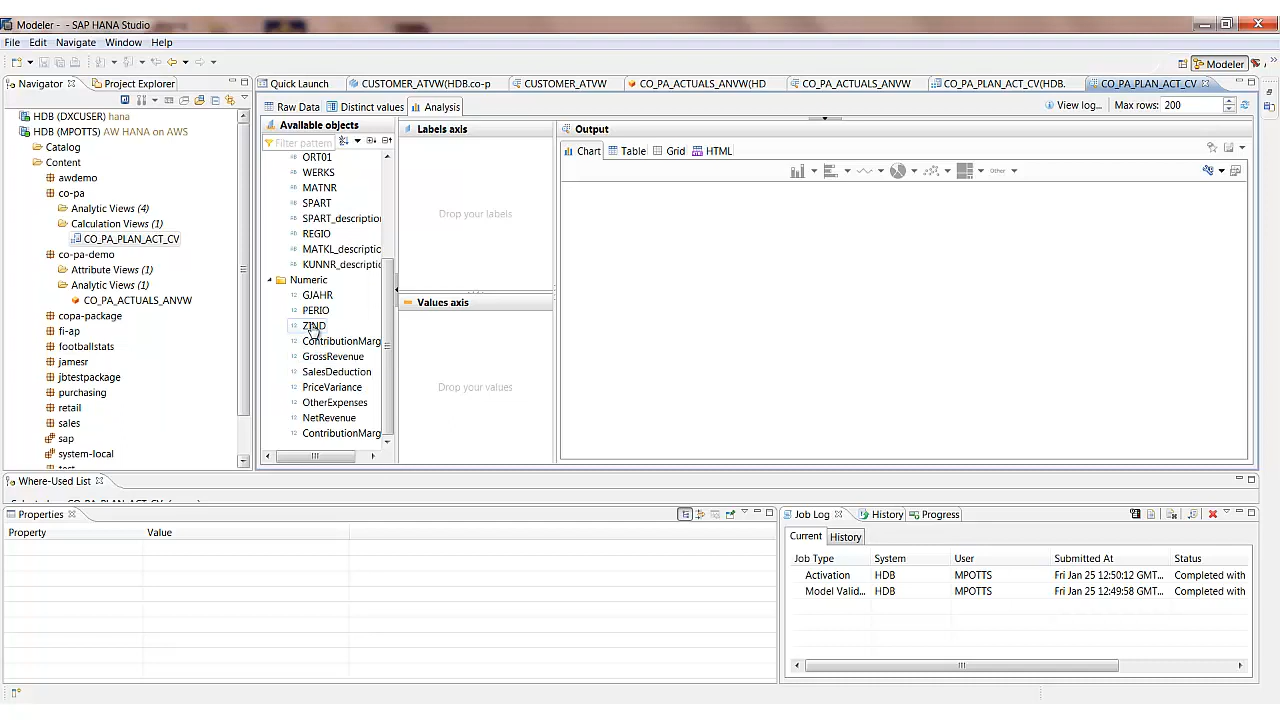 Modeler - - SAP HANA Studio
File Edit Navigate Window Help
Modeler
Navigator Project Explorer
Quick Launch CUSTOMER_ATVW(HDB.co-p CUSTOMER_ATVW CO_PA_ACTUALS_ANVW(HD CO_PA_ACTUALS_ANVW CO_PA_PLAN_ACT_CV(HDB. CO_PA_PLAN_ACT_CV
Raw Data Distinct values Analysis View log... Max rows: 200
HDB (DXCUSER) hana
HDB (MPOTTS) AW HANA on AWS
Catalog
Content
awdemo
co-pa
Analytic Views (4)
Calculation Views (1)
CO_PA_PLAN_ACT_CV
co-pa-demo
Attribute Views (1)
Analytic Views (1)
CO_PA_ACTUALS_ANVW
copa-package
fi-ap
footballstats
jamesr
jbtestpackage
purchasing
retail
sales
sap
system-local
Available objects
Filter pattern
ORT01
WERKS
MATNR
SPART
SPART_description
REGIO
MATKL_descriptio
KUNNR_descriptio
Numeric
GJAHR
PERIO
ZIND
ContributionMarg
GrossRevenue
SalesDeduction
PriceVariance
OtherExpenses
NetRevenue
ContributionMarg
Labels axis
Drop your labels
Values axis
Drop your values
Output
Chart Table Grid HTML
Other
Where-Used List
Properties
Property Value
Job Log History Progress
Current History
Job Type System User Submitted At Status
Activation HDB MPOTTS Fri Jan 25 12:50:12 GMT... Completed with
Model Valid... HDB MPOTTS Fri Jan 25 12:49:58 GMT... Completed with